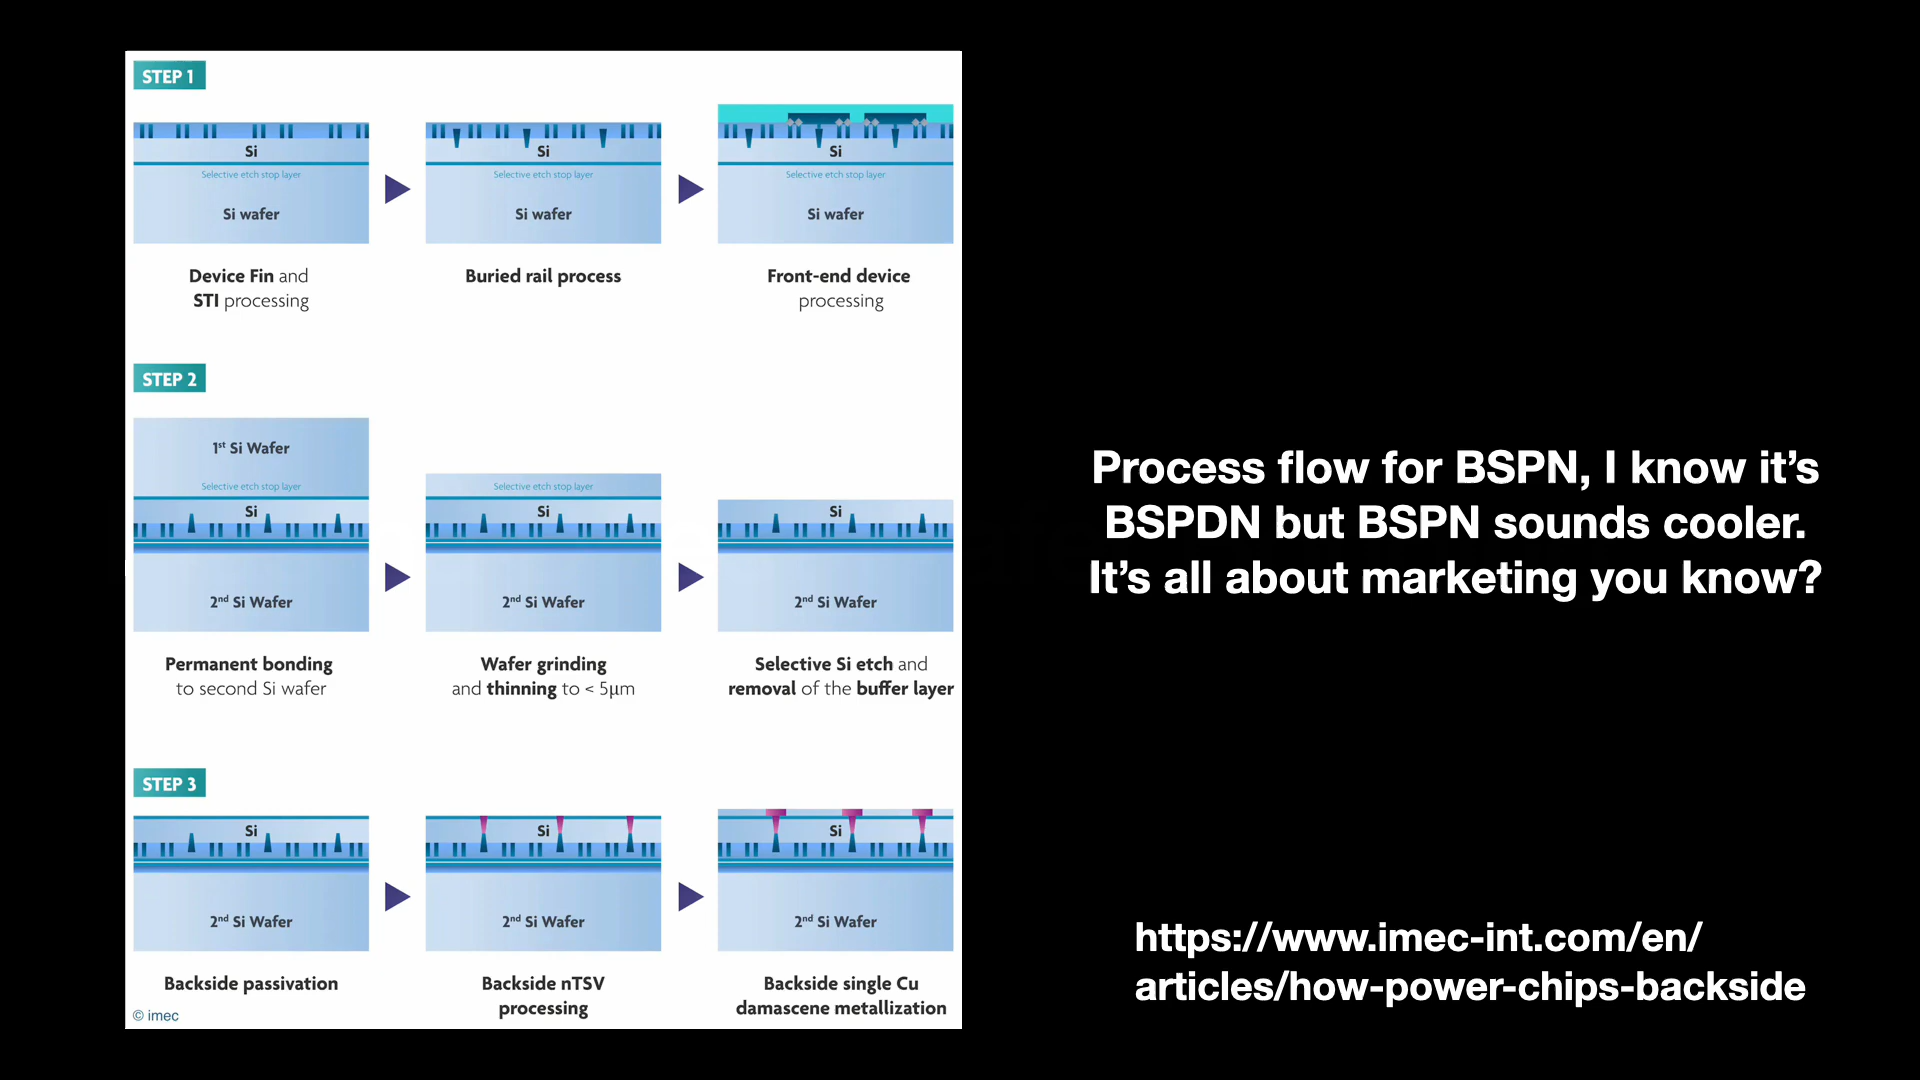 STEP 1
Si
Selective etch stop layer
Si wafer
Si
Selective etch stop layer
Si wafer
Si
Selective etch stop layer
Si wafer
Device Fin and
STI processing
Buried rail process
Front-end device
processing
STEP 2
1st Si Wafer
Selective etch stop layer
Si
2nd Si Wafer
Selective etch stop layer
Si
2nd Si Wafer
Si
2nd Si Wafer
Permanent bonding
to second Si wafer
Wafer grinding
and thinning to < 5μm
Selective Si etch and
removal of the buffer layer
STEP 3
Si
2nd Si Wafer
Si
2nd Si Wafer
Si
2nd Si Wafer
Backside passivation
Backside nTSV
processing
Backside single Cu
damascene metallization
© imec
Process flow for BSPN, I know it's
BSPDN but BSPN sounds cooler.
It's all about marketing you know?
https://www.imec-int.com/en/
articles/how-power-chips-backside